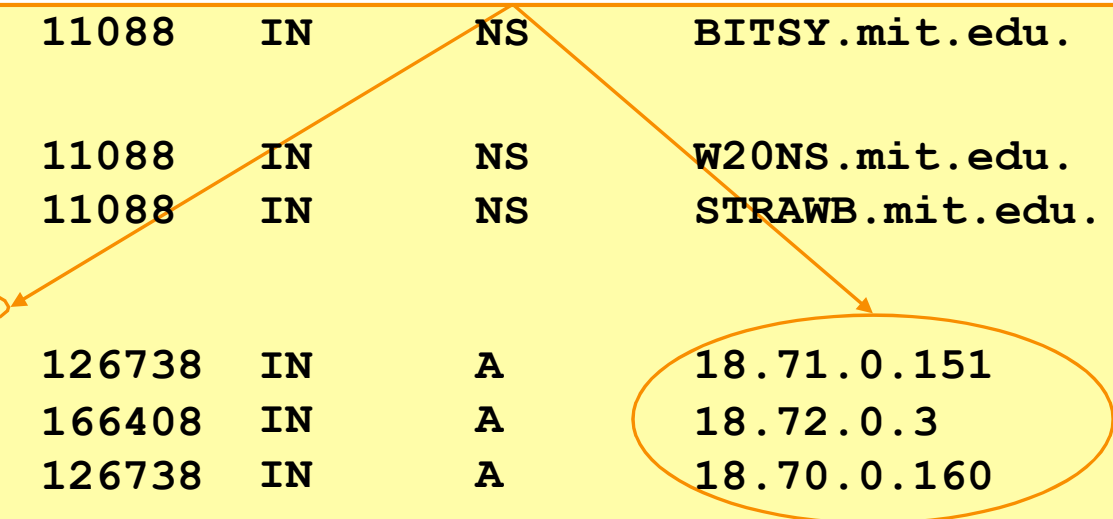 11088 IN NS BITSY.mit.edu.
11088 IN NS W20NS.mit.edu.
11088 IN NS STRAWB.mit.edu.
126738 IN A 18.71.0.151
166408 IN A 18.72.0.3
126738 IN A 18.70.0.160